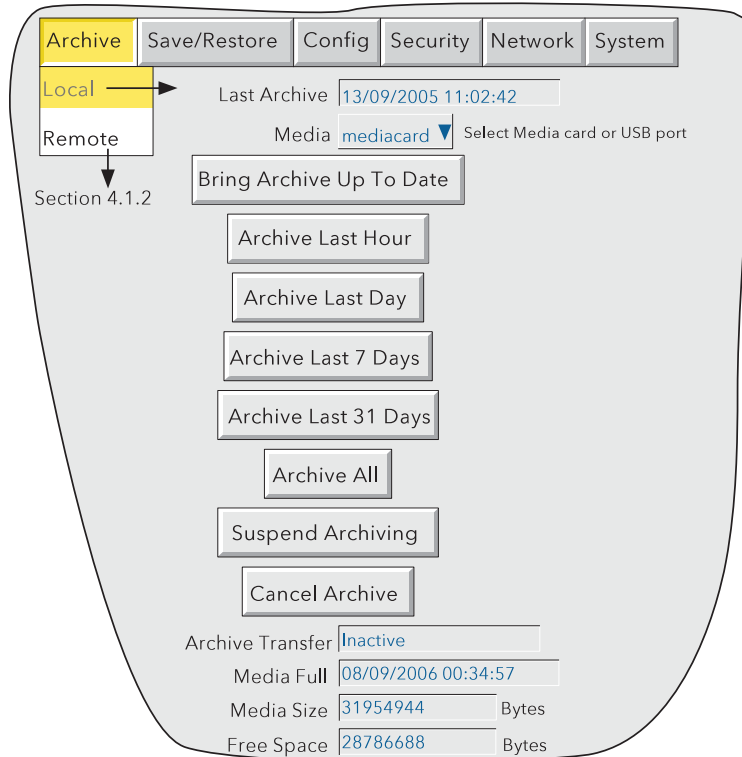 Archive Save/Restore Config Security Network System
Local
Remote
Section 4.1.2
Last Archive 13/09/2005 11:02:42
Media mediacard Select Media card or USB port
Bring Archive Up To Date
Archive Last Hour
Archive Last Day
Archive Last 7 Days
Archive Last 31 Days
Archive All
Suspend Archiving
Cancel Archive
Archive Transfer Inactive
Media Full 08/09/2006 00:34:57
Media Size 31954944 Bytes
Free Space 28786688 Bytes